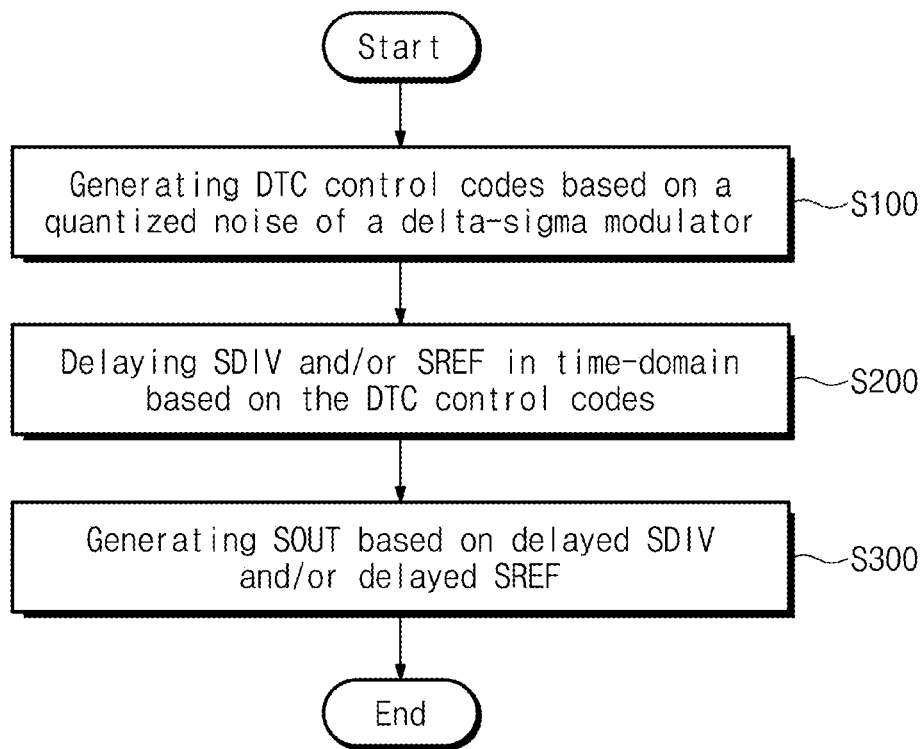 Start
Generating DTC control codes based on a
quantized noise of a delta-sigma modulator
S100
Delaying SDIV and/or SREF in time-domain
based on the DTC control codes
S200
Generating SOUT based on delayed SDIV
and/or delayed SREF
S300
End